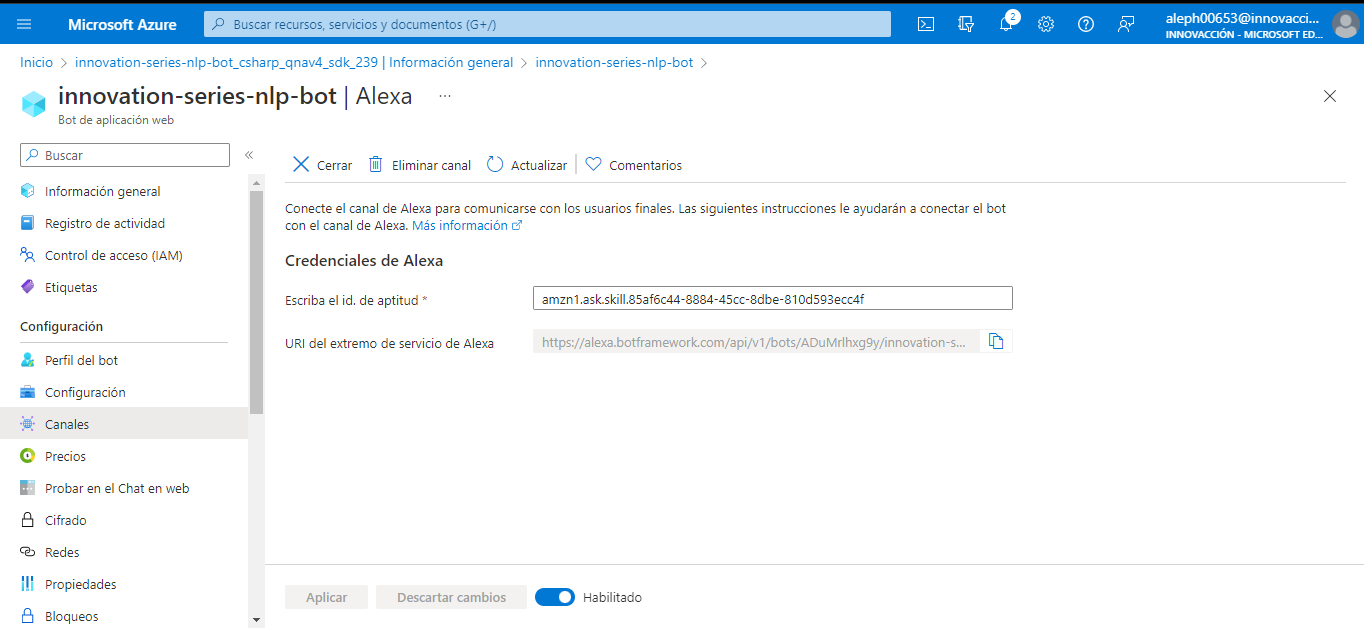 Microsoft Azure
Buscar recursos, servicios y documentos (G+/)
2
aleph00653@innovacci...
INNOVACCIÓN - MICROSOFT ED...
Inicio > innovation-series-nlp-bot_csharp_qnav4_sdk_239 | Información general > innovation-series-nlp-bot >
innovation-series-nlp-bot | Alexa ...
Bot de aplicación web
Buscar
«
Información general
Registro de actividad
Control de acceso (IAM)
Etiquetas
Configuración
Perfil del bot
Configuración
Canales
Precios
Probar en el Chat en web
Cifrado
Redes
Propiedades
Bloqueos
Cerrar Eliminar canal Actualizar Comentarios
Conecte el canal de Alexa para comunicarse con los usuarios finales. Las siguientes instrucciones le ayudarán a conectar el bot
con el canal de Alexa. Más información
Credenciales de Alexa
Escriba el id. de aptitud *
amzn1.ask.skill.85af6c44-8884-45cc-8dbe-810d593ecc4f
URI del extremo de servicio de Alexa
https://alexa.botframework.com/api/v1/bots/ADuMrlhxg9y/innovation-s...
Aplicar Descartar cambios Habilitado